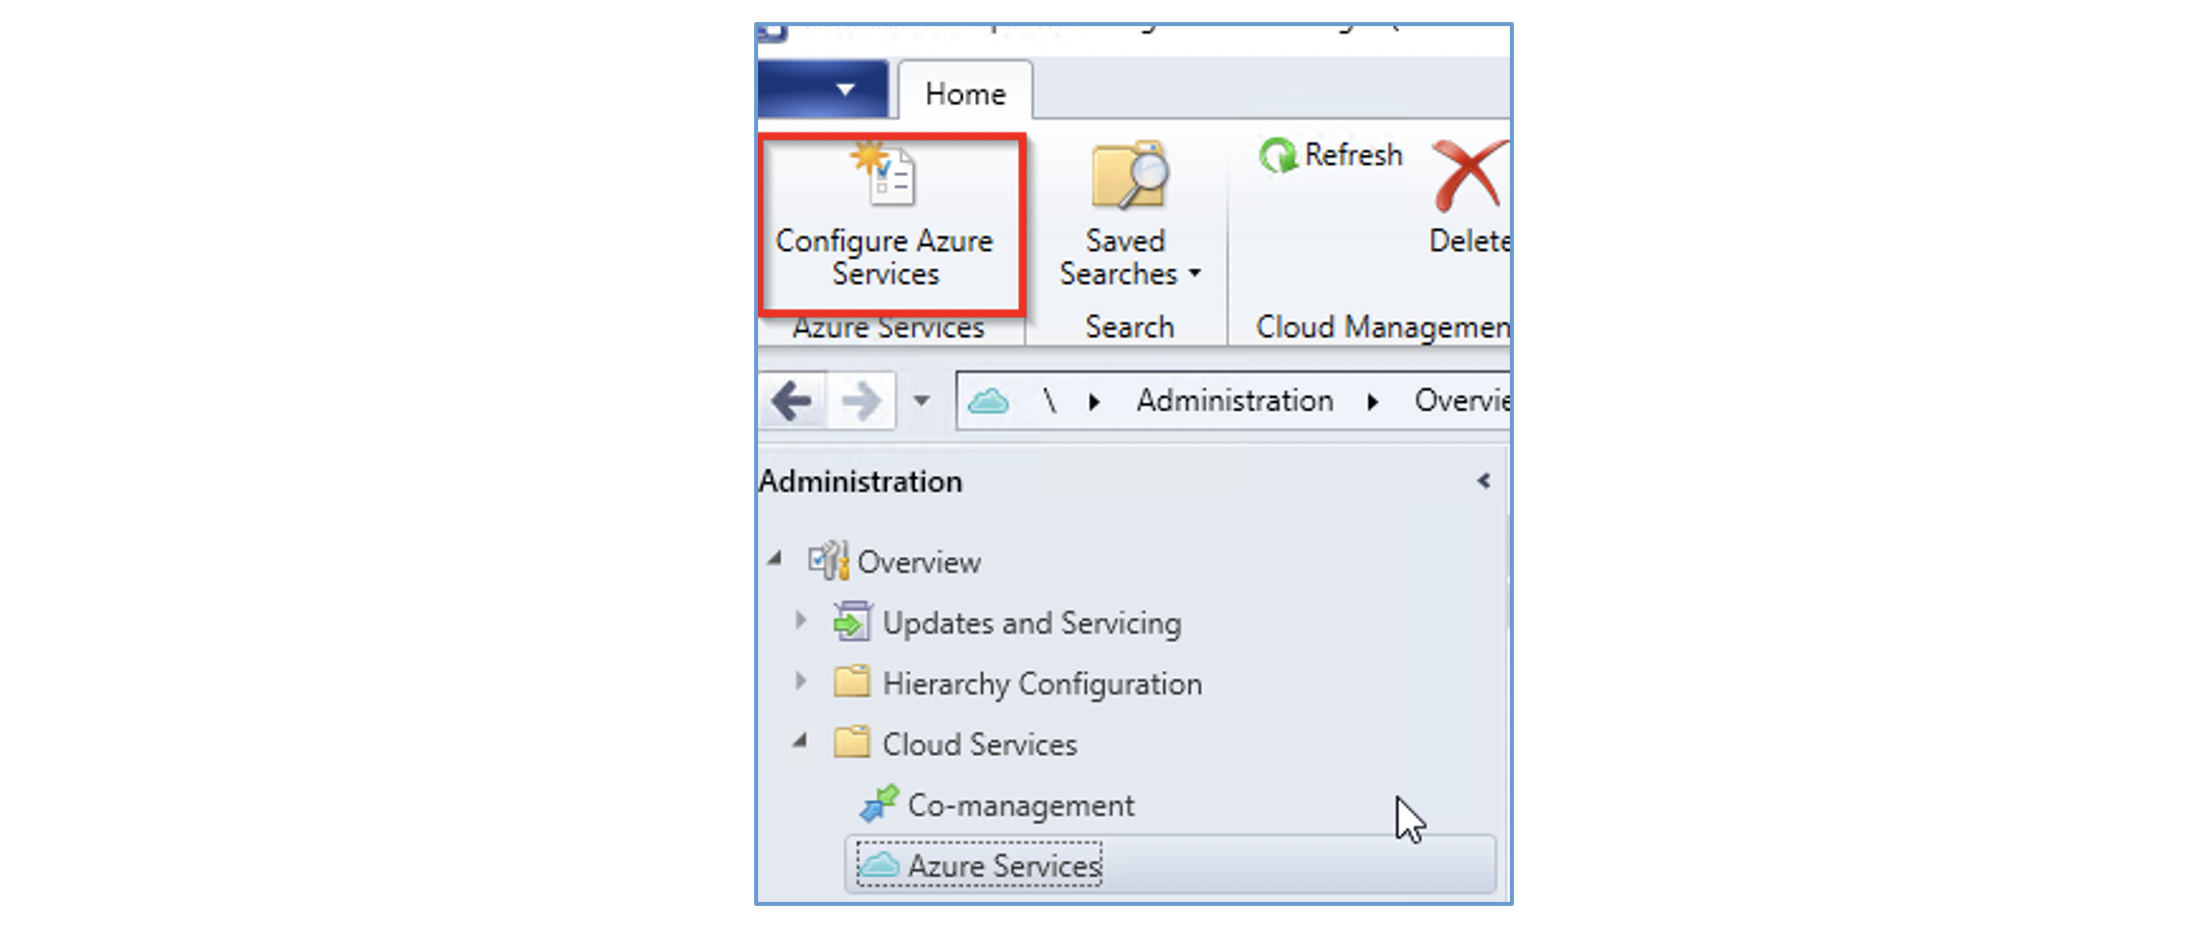 Home
Configure Azure
Services
Saved
Searches
Refresh
Delete
Azure Services
Search
Cloud Managemen
\ Administration Overvie
Administration
Overview
Updates and Servicing
Hierarchy Configuration
Cloud Services
Co-management
Azure Services